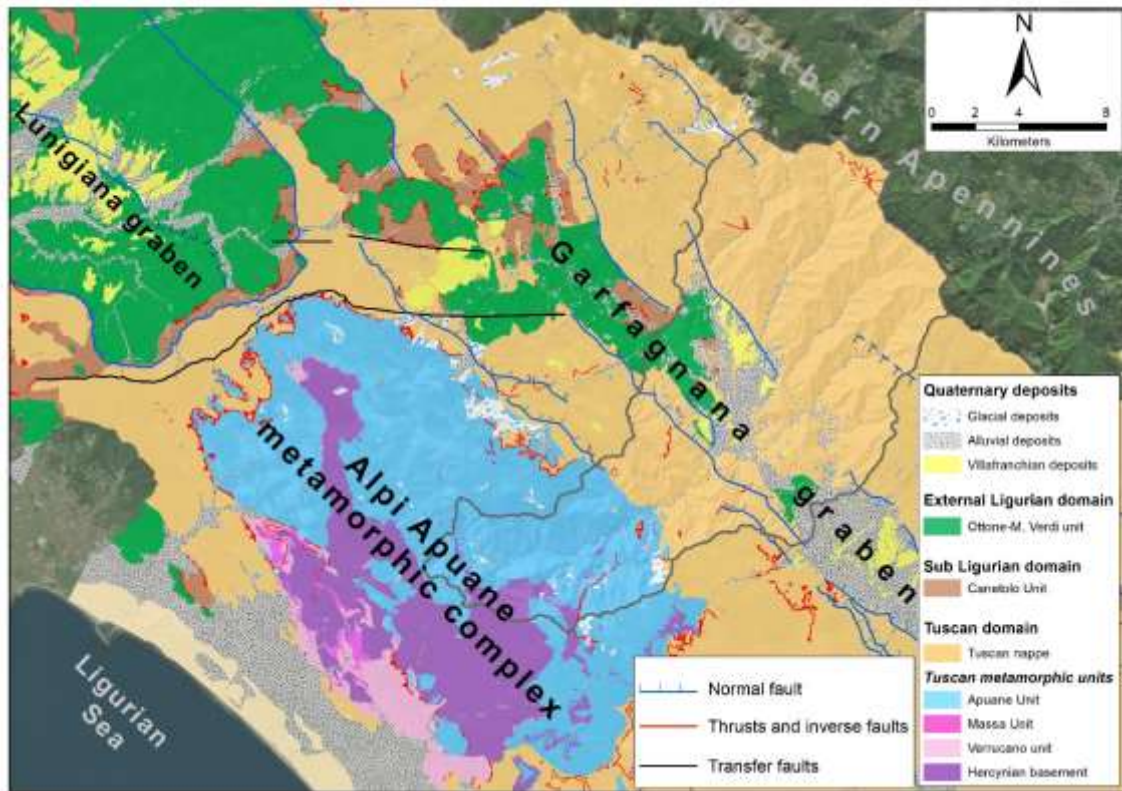 N
0 2 4 8
Kilometers
Northern Apennines
Lunigiana graben
Garfagnana
graben
Alpi Apuane
metamorphic complex
Ligurian
Sea
Normal fault
Thrusts and inverse faults
Transfer faults
Quaternary deposits
Glacial deposits
Alluvial deposits
Villafranchian deposits
External Ligurian domain
Ottone-M. Verdi unit
Sub Ligurian domain
Canetolo Unit
Tuscan domain
Tuscan nappe
Tuscan metamorphic units
Apuane Unit
Massa Unit
Verrucano unit
Hercynian basement